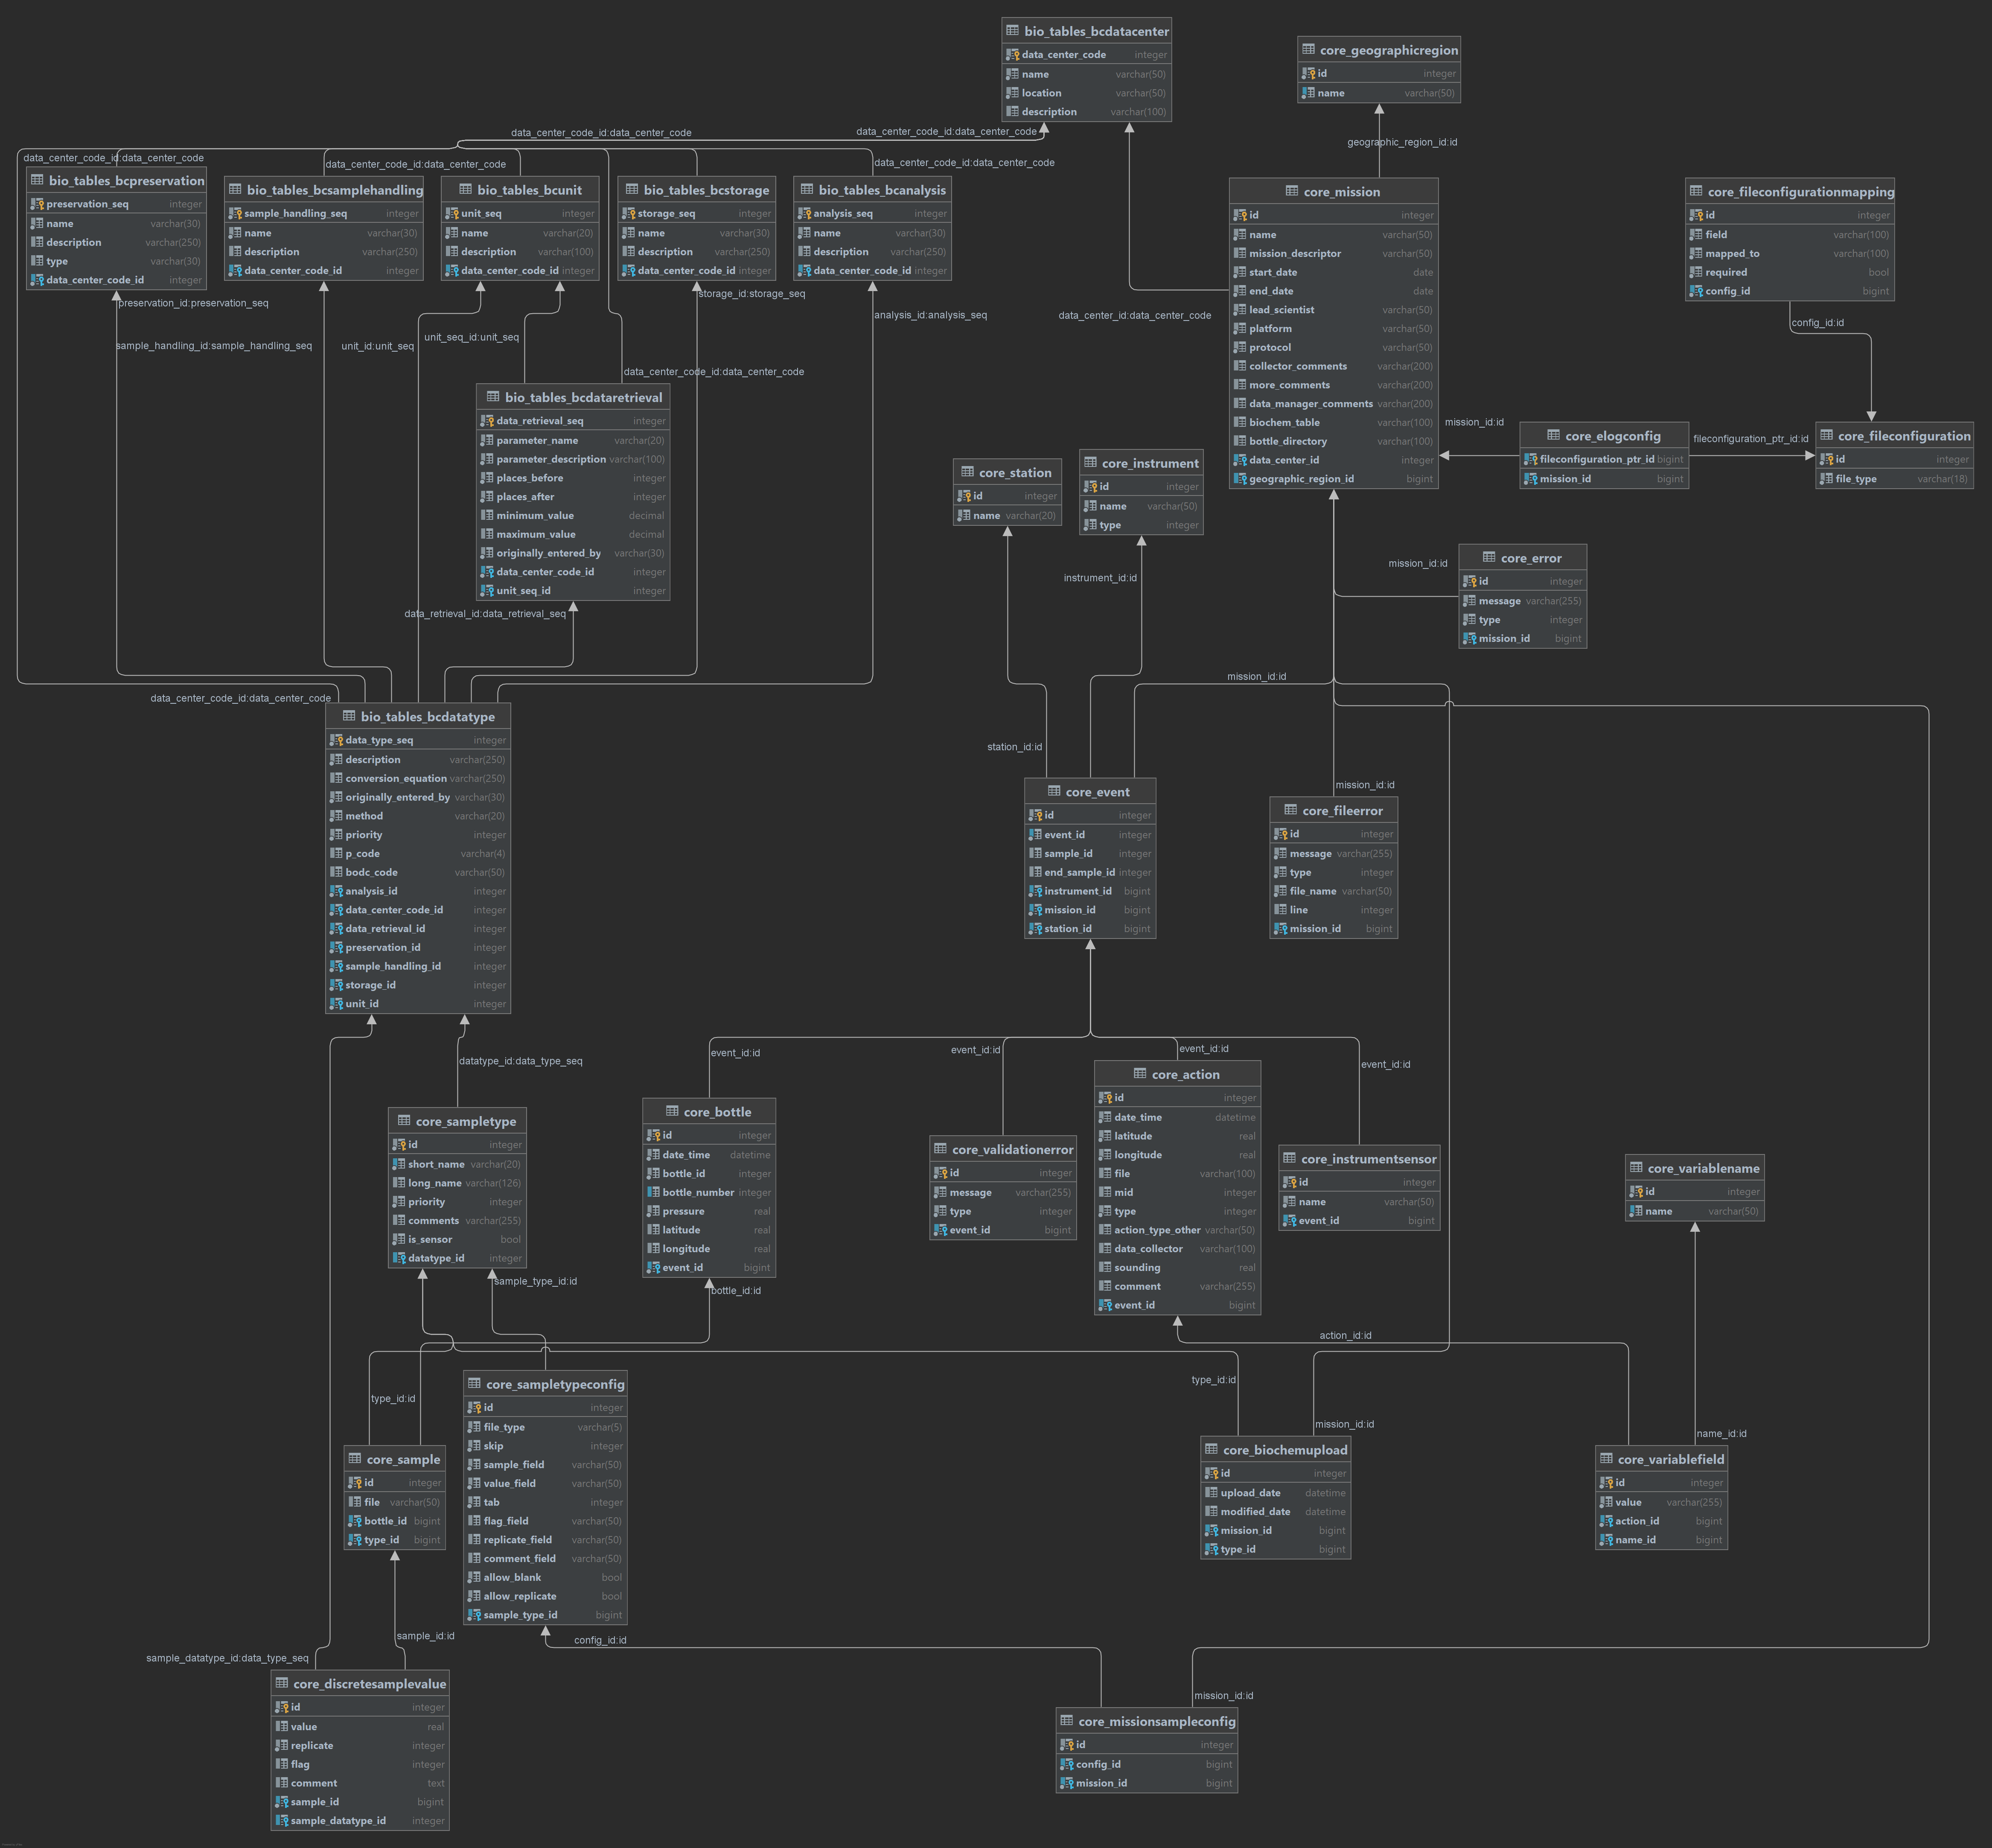 bio_tables_bcdatacenter
data_center_code integer
name varchar(50)
location varchar(50)
description varchar(100)
core_geographicregion
id integer
name varchar(50)
data_center_code_id:data_center_code
data_center_code_id:data_center_code
geographic_region_id:id
data_center_code_id:data_center_code
data_center_code_id:data_center_code
data_center_code_id:data_center_code
bio_tables_bcpreservation
preservation_seq integer
name varchar(30)
description varchar(250)
type varchar(30)
data_center_code_id integer
bio_tables_bcsamplehandling
sample_handling_seq integer
name varchar(30)
description varchar(250)
data_center_code_id integer
bio_tables_bcunit
unit_seq integer
name varchar(20)
description varchar(100)
data_center_code_id integer
bio_tables_bcstorage
storage_seq integer
name varchar(30)
description varchar(250)
data_center_code_id integer
bio_tables_bcanalysis
analysis_seq integer
name varchar(30)
description varchar(250)
data_center_code_id integer
core_mission
id integer
name varchar(50)
mission_descriptor varchar(50)
start_date date
end_date date
lead_scientist varchar(50)
platform varchar(50)
protocol varchar(50)
collector_comments varchar(200)
more_comments varchar(200)
data_manager_comments varchar(200)
biochem_table varchar(100)
bottle_directory varchar(100)
data_center_id integer
geographic_region_id bigint
core_fileconfigurationmapping
id integer
field varchar(100)
mapped_to varchar(100)
required bool
config_id bigint
preservation_id:preservation_seq
storage_id:storage_seq
analysis_id:analysis_seq
data_center_id:data_center_code
config_id:id
sample_handling_id:sample_handling_seq
unit_id:unit_seq
unit_seq_id:unit_seq
data_center_code_id:data_center_code
bio_tables_bcdataretrieval
data_retrieval_seq integer
parameter_name varchar(20)
parameter_description varchar(100)
places_before integer
places_after integer
minimum_value decimal
maximum_value decimal
originally_entered_by varchar(30)
data_center_code_id integer
unit_seq_id integer
mission_id:id
core_elogconfig
fileconfiguration_ptr_id bigint
mission_id bigint
fileconfiguration_ptr_id:id
core_fileconfiguration
id integer
file_type varchar(18)
core_station
id integer
name varchar(20)
core_instrument
id integer
name varchar(50)
type integer
mission_id:id
core_error
id integer
message varchar(255)
type integer
mission_id bigint
instrument_id:id
data_retrieval_id:data_retrieval_seq
mission_id:id
data_center_code_id:data_center_code
bio_tables_bcdatatype
data_type_seq integer
description varchar(250)
conversion_equation varchar(250)
originally_entered_by varchar(30)
method varchar(20)
priority integer
p_code varchar(4)
bodc_code varchar(50)
analysis_id integer
data_center_code_id integer
data_retrieval_id integer
preservation_id integer
sample_handling_id integer
storage_id integer
unit_id integer
station_id:id
mission_id:id
core_event
id integer
event_id integer
sample_id integer
end_sample_id integer
instrument_id bigint
mission_id bigint
station_id bigint
core_fileerror
id integer
message varchar(255)
type integer
file_name varchar(50)
line integer
mission_id bigint
datatype_id:data_type_seq
event_id:id
event_id:id
event_id:id
event_id:id
core_sampletype
id integer
short_name varchar(20)
long_name varchar(126)
priority integer
comments varchar(255)
is_sensor bool
datatype_id integer
core_bottle
id integer
date_time datetime
bottle_id integer
bottle_number integer
pressure real
latitude real
longitude real
event_id bigint
core_validationerror
id integer
message varchar(255)
type integer
event_id bigint
core_action
id integer
date_time datetime
latitude real
longitude real
file varchar(100)
mid integer
type integer
action_type_other varchar(50)
data_collector varchar(100)
sounding real
comment varchar(255)
event_id bigint
core_instrumentsensor
id integer
name varchar(50)
event_id bigint
core_variablename
id integer
name varchar(50)
sample_type_id:id
bottle_id:id
action_id:id
type_id:id
type_id:id
mission_id:id
name_id:id
core_sampletypeconfig
id integer
file_type varchar(5)
skip integer
sample_field varchar(50)
value_field varchar(50)
tab integer
flag_field varchar(50)
replicate_field varchar(50)
comment_field varchar(50)
allow_blank bool
allow_replicate bool
sample_type_id bigint
core_sample
id integer
file varchar(50)
bottle_id bigint
type_id bigint
core_biochemupload
id integer
upload_date datetime
modified_date datetime
mission_id bigint
type_id bigint
core_variablefield
id integer
value varchar(255)
action_id bigint
name_id bigint
sample_id:id
config_id:id
sample_datatype_id:data_type_seq
mission_id:id
core_discretesamplevalue
id integer
value real
replicate integer
flag integer
comment text
sample_id bigint
sample_datatype_id integer
core_missionsampleconfig
id integer
config_id bigint
mission_id bigint